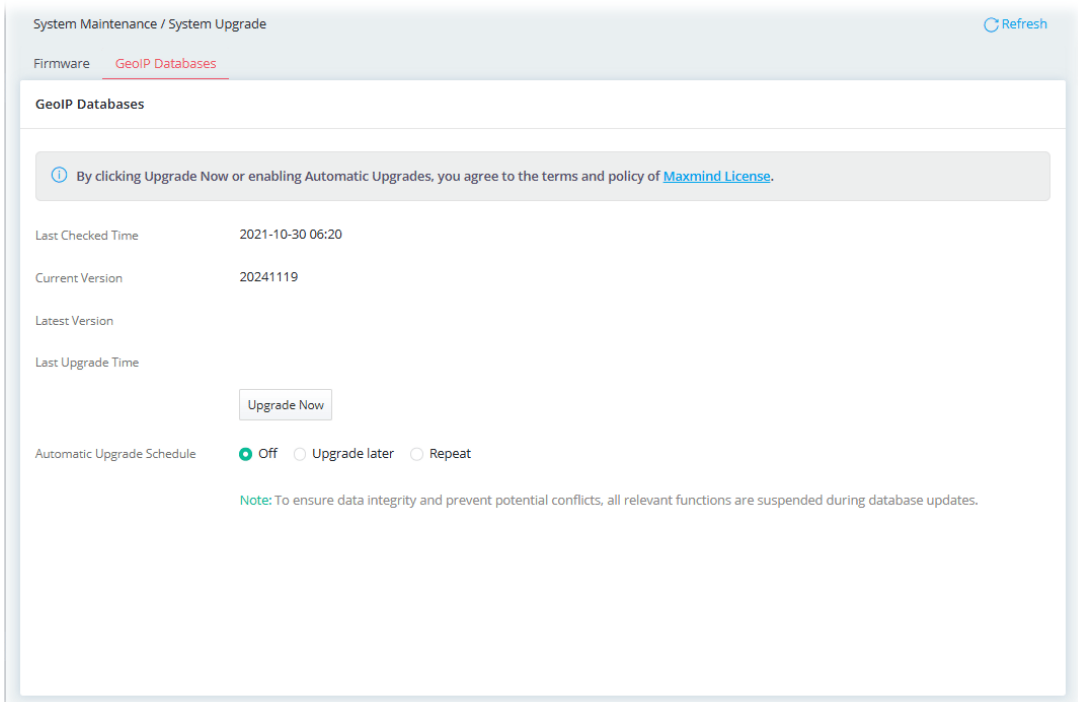 System Maintenance / System Upgrade
Refresh
Firmware
GeoIP Databases
GeoIP Databases
By clicking Upgrade Now or enabling Automatic Upgrades, you agree to the terms and policy of Maxmind License.
Last Checked Time 2021-10-30 06:20
Current Version 20241119
Latest Version
Last Upgrade Time
Upgrade Now
Automatic Upgrade Schedule Off Upgrade later Repeat
Note: To ensure data integrity and prevent potential conflicts, all relevant functions are suspended during database updates.